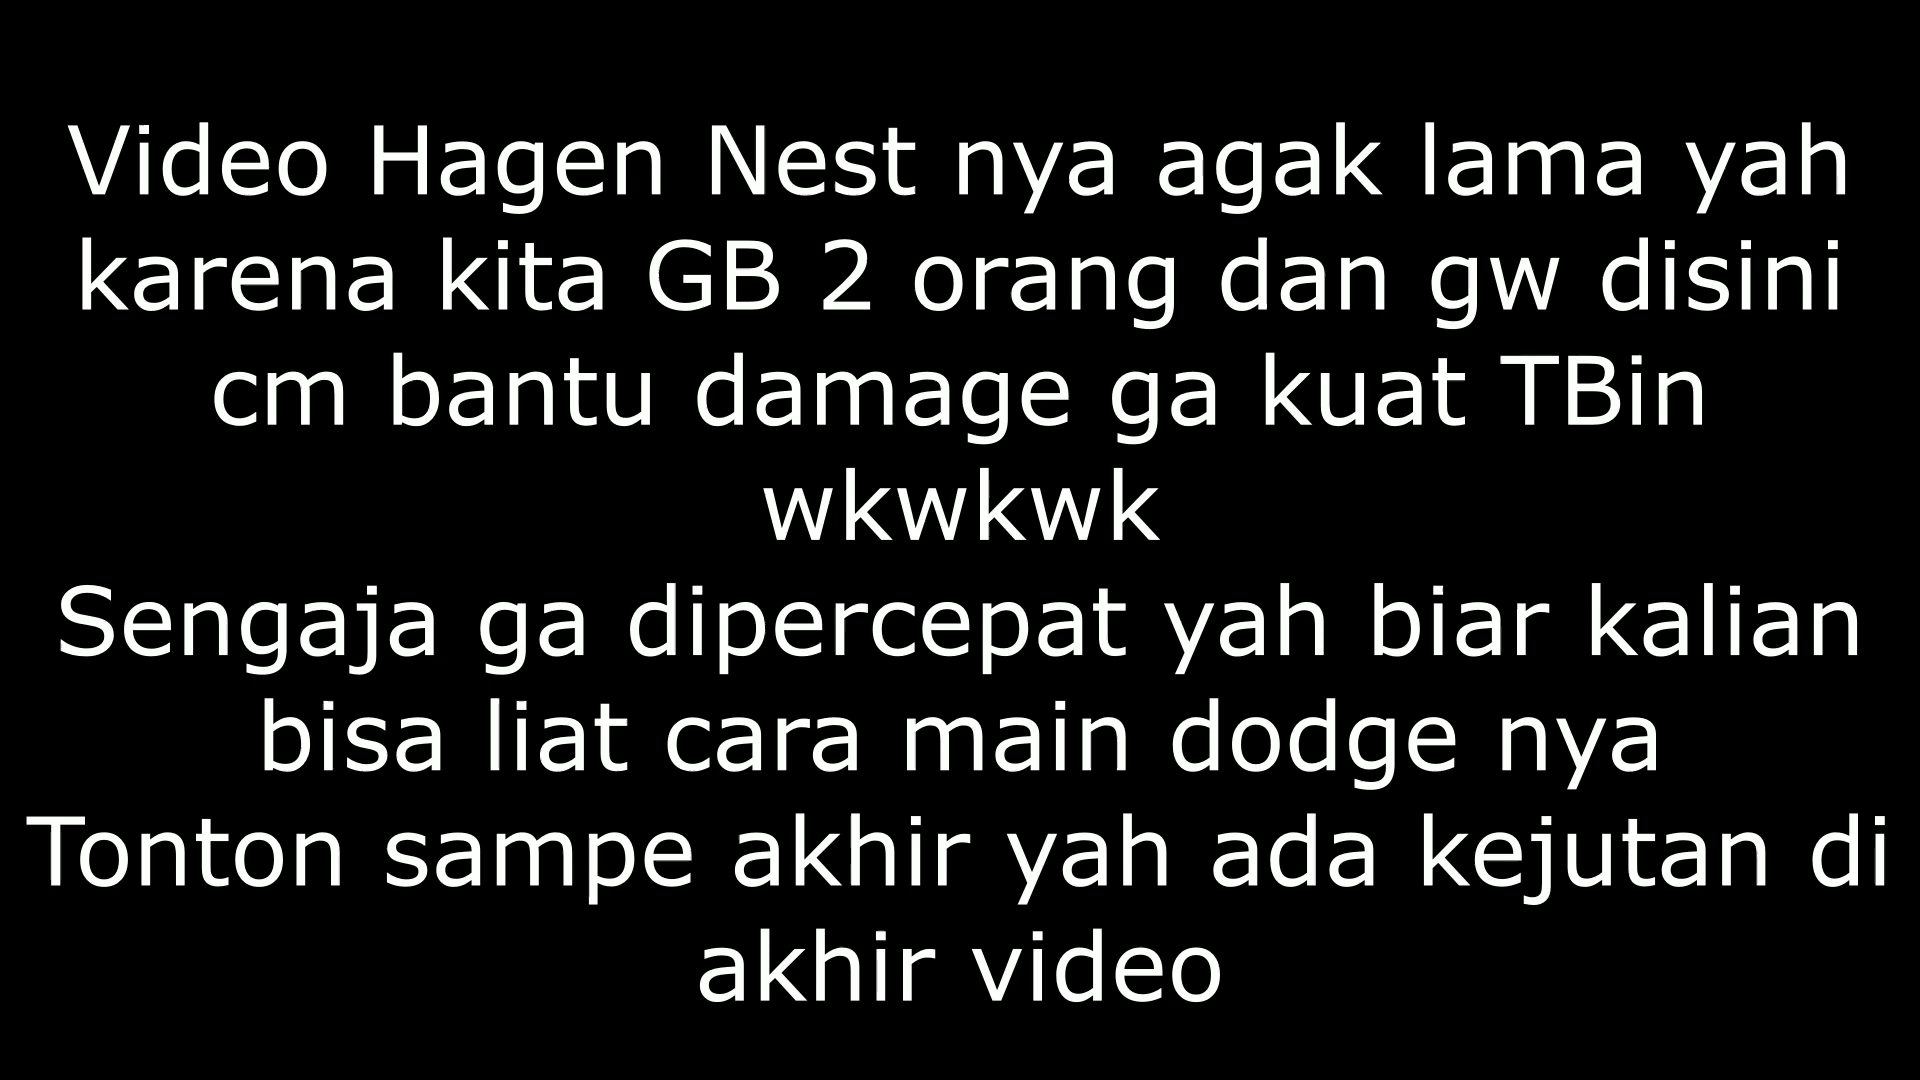 Video Hagen Nest nya agak lama yah
karena kita GB 2 orang dan gw disini
cm bantu damage ga kuat TBin
wkwkwk
Sengaja ga dipercepat yah biar kalian
bisa liat cara main dodge nya
Tonton sampe akhir yah ada kejutan di
akhir video